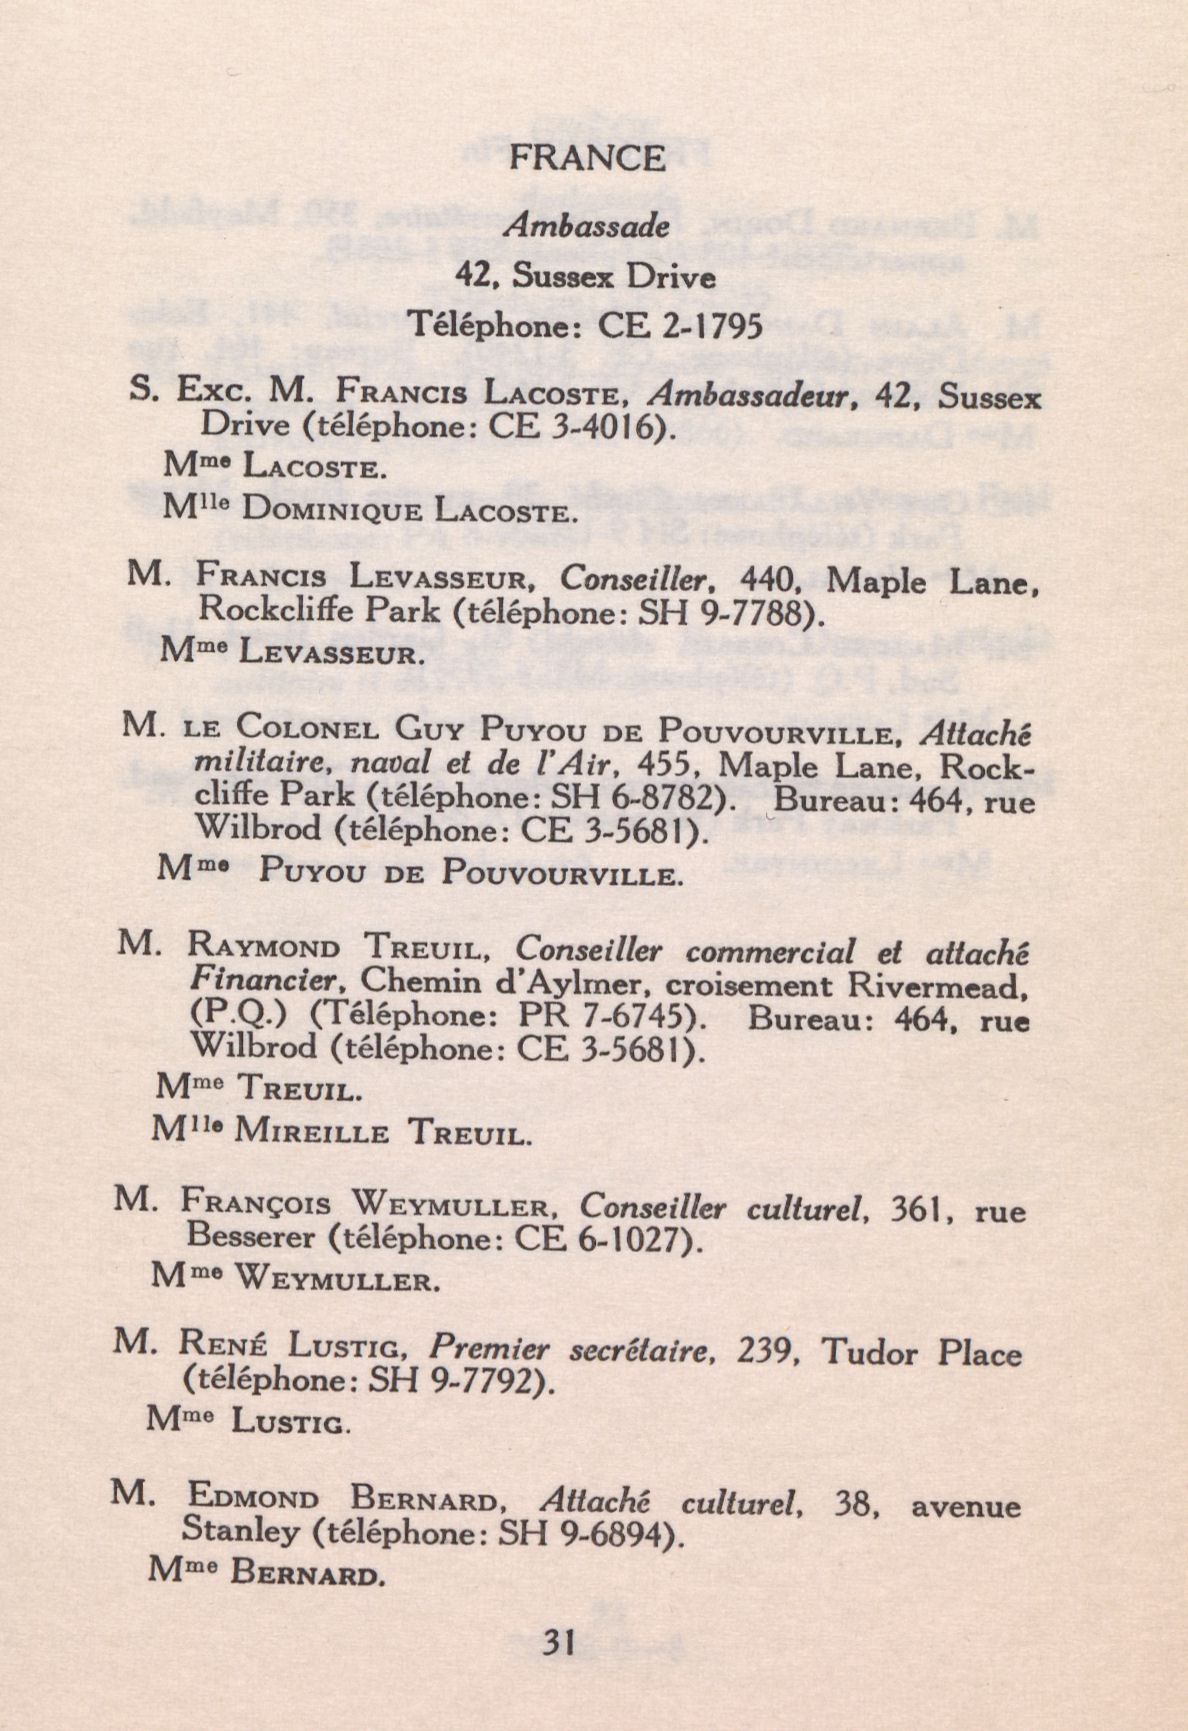 FRANCE
Ambassade
42, Sussex Drive
Téléphone: CE 2-1795
S. Exc. M. Francis Lacoste, Ambassadeur, 42, Sussex
Drive (téléphone: CE 3-4016).
Mme Lacoste.
Mlle Dominique Lacoste.
M. Francis Levasseur, Conseiller, 440, Maple Lane,
Rockcliffe Park (téléphone: SH 9-7788).
Mme Levasseur.
M. le Colonel Guy Puyou de Pouvourville, Attaché
militaire, naval et de l'Air, 455, Maple Lane, Rock-
cliffe Park (téléphone: SH 6-8782). Bureau: 464, rue
Wilbrod (téléphone: CE 3-5681).
Mme Puyou de Pouvourville.
M. Raymond Treuil, Conseiller commercial et attaché
Financier, Chemin d'Aylmer, croisement Rivermead,
(P.Q.) (Téléphone: PR 7-6745). Bureau: 464, rue
Wilbrod (téléphone: CE 3-5681).
Mme Treuil.
Mlle Mireille Treuil.
M. François Weymuller, Conseiller culturel, 361, rue
Besserer (téléphone: CE 6-1027).
Mme Weymuller.
M. René Lustig, Premier secrétaire, 239, Tudor Place
(téléphone: SH 9-7792).
Mme Lustig.
M. Edmond Bernard, Attaché culturel, 38, avenue
Stanley (téléphone: SH 9-6894).
Mme Bernard.
31